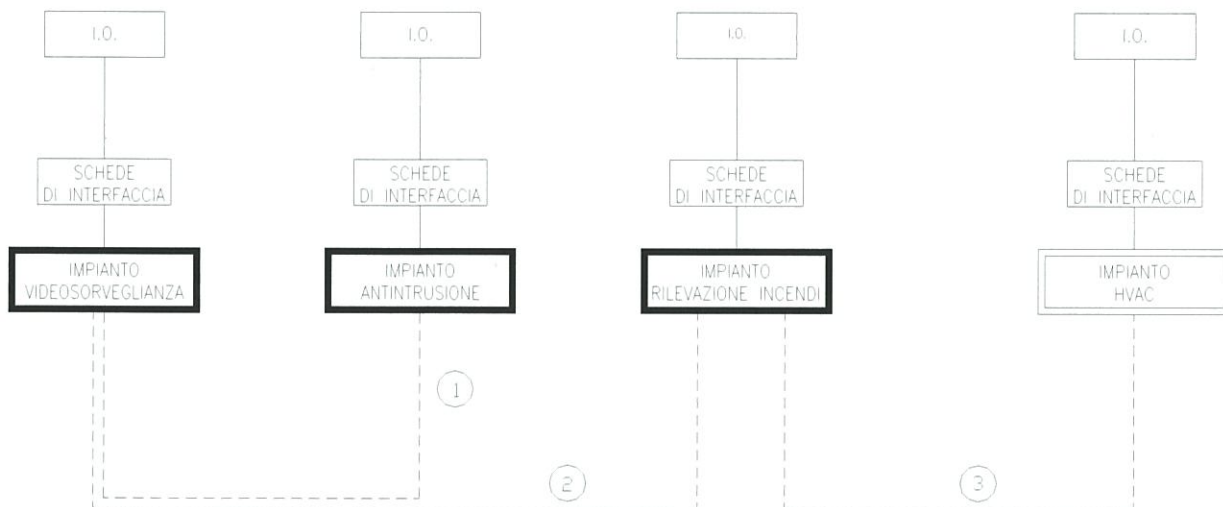 I.O.
I.O.
I.O.
I.O.
SCHEDE
DI INTERFACCIA
SCHEDE
DI INTERFACCIA
SCHEDE
DI INTERFACCIA
SCHEDE
DI INTERFACCIA
IMPIANTO
VIDEOSORVEGLIANZA
IMPIANTO
ANTINTRUSIONE
IMPIANTO
RILEVAZIONE INCENDI
IMPIANTO
HVAC
1
2
3